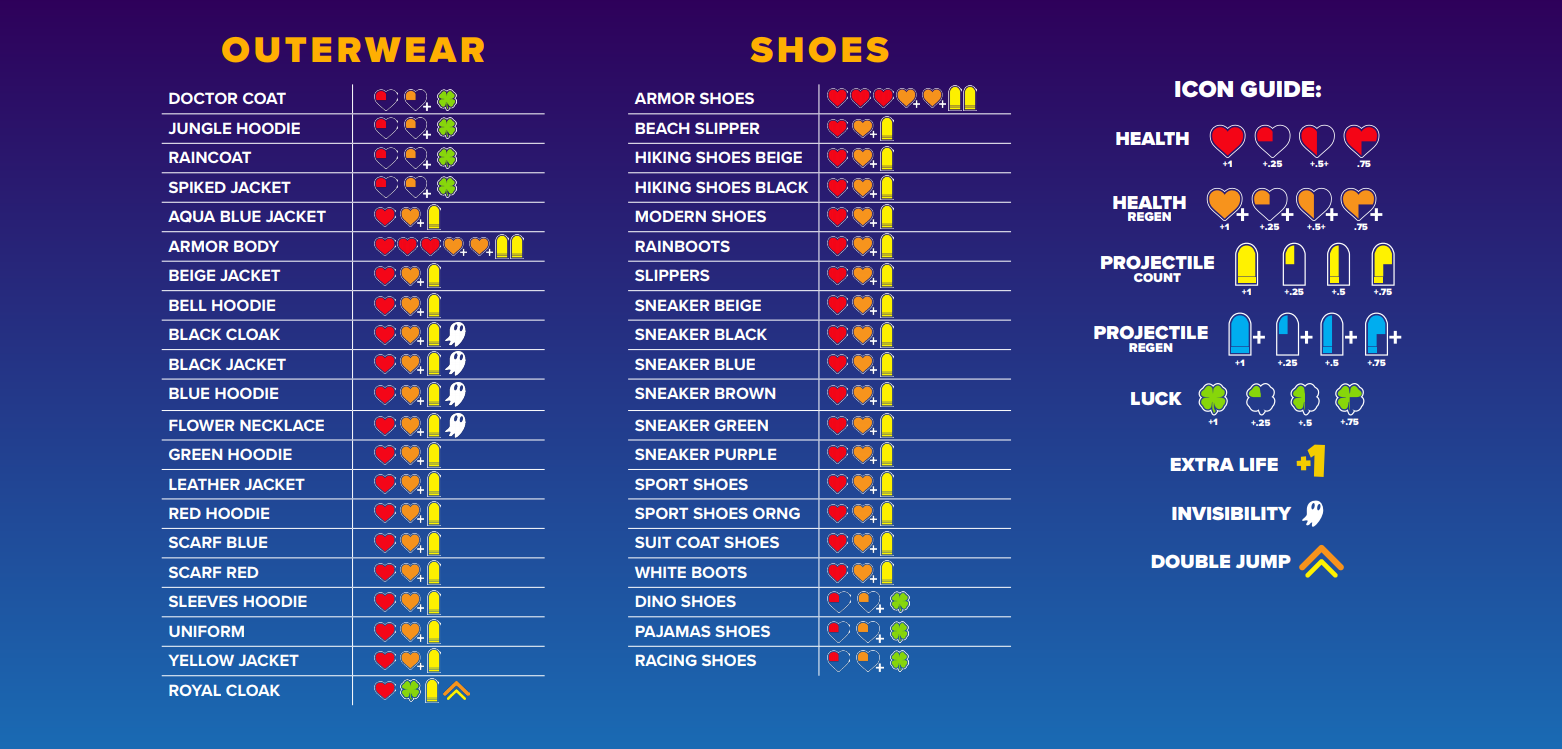 OUTERWEAR
DOCTOR COAT
JUNGLE HOODIE
RAINCOAT
SPIKED JACKET
AQUA BLUE JACKET
ARMOR BODY
BEIGE JACKET
BELL HOODIE
BLACK CLOAK
BLACK JACKET
BLUE HOODIE
FLOWER NECKLACE
GREEN HOODIE
LEATHER JACKET
RED HOODIE
SCARF BLUE
SCARF RED
SLEEVES HOODIE
UNIFORM
YELLOW JACKET
ROYAL CLOAK
SHOES
ARMOR SHOES
BEACH SLIPPER
HIKING SHOES BEIGE
HIKING SHOES BLACK
MODERN SHOES
RAINBOOTS
SLIPPERS
SNEAKER BEIGE
SNEAKER BLACK
SNEAKER BLUE
SNEAKER BROWN
SNEAKER GREEN
SNEAKER PURPLE
SPORT SHOES
SPORT SHOES ORNG
SUIT COAT SHOES
WHITE BOOTS
DINO SHOES
PAJAMAS SHOES
RACING SHOES
ICON GUIDE:
HEALTH
+1 +.25 +.5+ .75
HEALTH
REGEN
+1 +.25 +.5+ .75
PROJECTILE
COUNT
+1 +.25 +.5 +.75
PROJECTILE
REGEN
+1 +.25 +.5 +.75
LUCK
+1 +.25 +.5 +.75
EXTRA LIFE +1
INVISIBILITY
DOUBLE JUMP